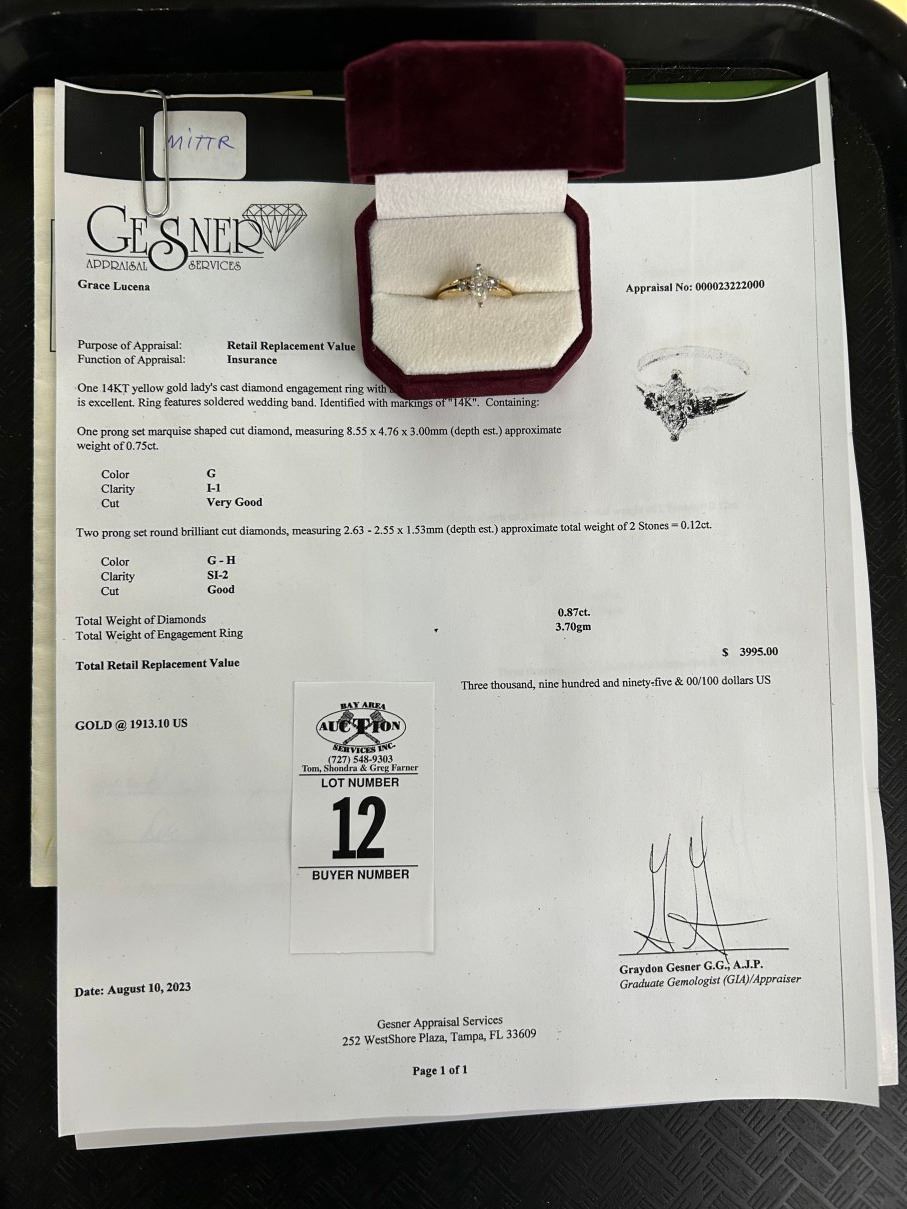 MITTR
GESNER
APPRAISAL SERVICES
Grace Lucena
Appraisal No: 000023222000
Purpose of Appraisal: Retail Replacement Value
Function of Appraisal: Insurance
One 14KT yellow gold lady's cast diamond engagement ring with
is excellent. Ring features soldered wedding band. Identified with markings of "14K". Containing:
One prong set marquise shaped cut diamond, measuring 8.55 x 4.76 x 3.00mm (depth est.) approximate
weight of 0.75ct.
Color G
Clarity I-1
Cut Very Good
Two prong set round brilliant cut diamonds, measuring 2.63 - 2.55 x 1.53mm (depth est.) approximate total weight of 2 Stones = 0.12ct.
Color G - H
Clarity SI-2
Cut Good
Total Weight of Diamonds 0.87ct.
Total Weight of Engagement Ring 3.70gm
Total Retail Replacement Value $ 3995.00
Three thousand, nine hundred and ninety-five & 00/100 dollars US
GOLD @ 1913.10 US
BAY AREA
AUCTION
SERVICES INC.
(727) 548-9303
Tom, Shondra & Greg Farner
LOT NUMBER
12
BUYER NUMBER
Graydon Gesner G.G., A.J.P.
Graduate Gemologist (GIA)/Appraiser
Date: August 10, 2023
Gesner Appraisal Services
252 WestShore Plaza, Tampa, FL 33609
Page 1 of 1